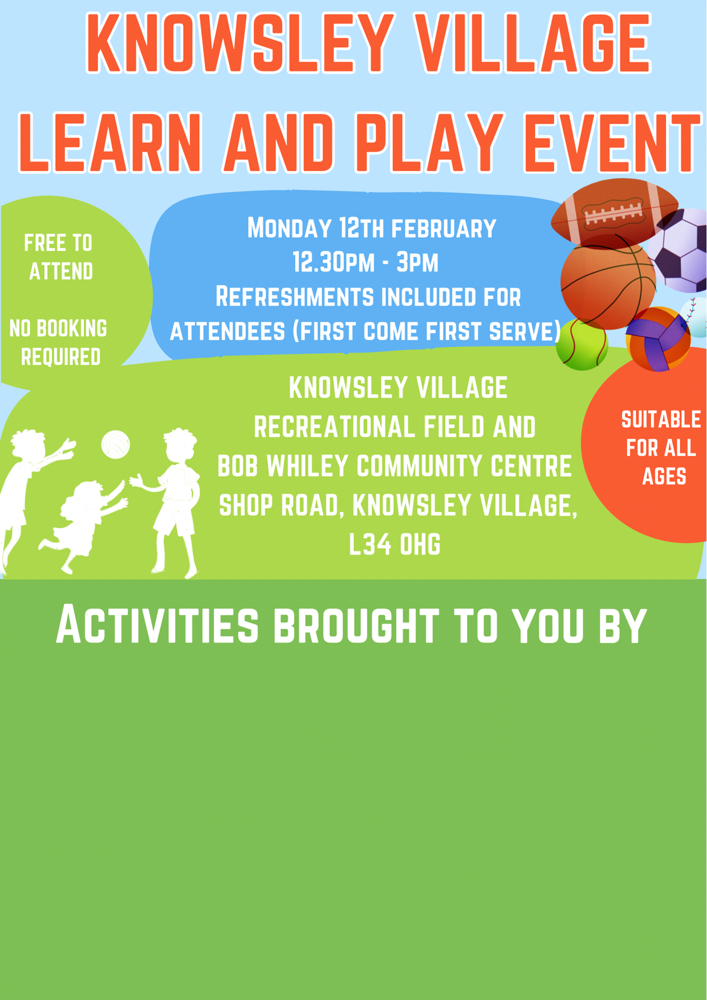 KNOWSLEY VILLAGE
LEARN AND PLAY EVENT
FREE TO
ATTEND
NO BOOKING
REQUIRED
MONDAY 12TH FEBRUARY
12.30PM - 3PM
REFRESHMENTS INCLUDED FOR
ATTENDEES (FIRST COME FIRST SERVE)
KNOWSLEY VILLAGE
RECREATIONAL FIELD AND
BOB WHILEY COMMUNITY CENTRE
SHOP ROAD, KNOWSLEY VILLAGE,
L34 0HG
SUITABLE
FOR ALL
AGES
ACTIVITIES BROUGHT TO YOU BY